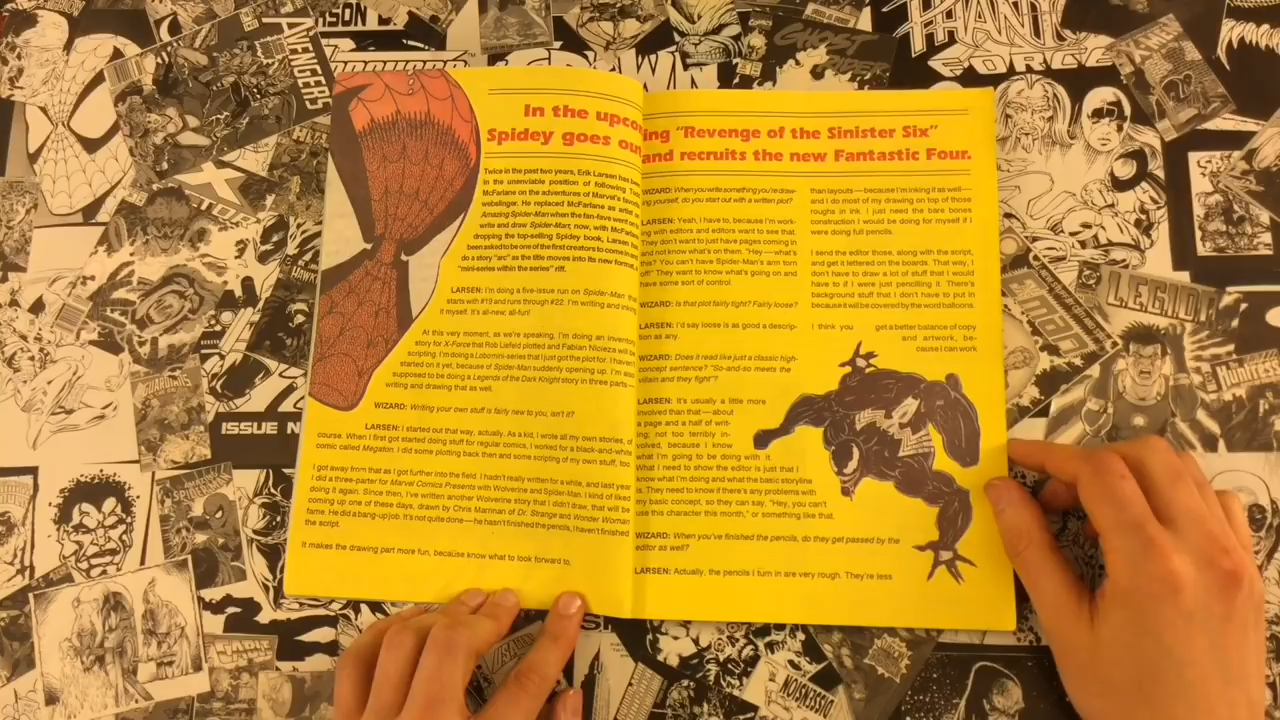 In the upcoming "Revenge of the Sinister Six"
Spidey goes out and recruits the new Fantastic Four.
Twice in the past two years, Erik Larsen has been
in the unenviable position of following Todd
McFarlane on the adventures of Marvel's favorite
webslinger. He replaced McFarlane as artist on
Amazing Spider-Man when the fan-fave went on to
write and draw Spider-Man; now, with McFarlane
dropping the top-selling Spidey book, Larsen has
been asked to be one of the first creators to come in and
do a story "arc" as the title moves into its new format, a
"mini-series within the series" riff.
LARSEN: I'm doing a five-issue run on Spider-Man that
starts with #19 and runs through #22. I'm writing and inking
it myself. It's all-new, all-fun!
At this very moment, as we're speaking, I'm doing an inventory
story for X-Force that Rob Liefeld plotted and Fabian Nicieza will be
scripting. I'm doing a Lobo mini-series that I just got the plot for. I haven't
started on it yet, because of Spider-Man suddenly opening up. I'm also
supposed to be doing a Legends of the Dark Knight story in three parts—
writing and drawing that as well.
WIZARD: Writing your own stuff is fairly new to you, isn't it?
LARSEN: I started out that way, actually. As a kid, I wrote all my own stories, of
course. When I first got started doing stuff for regular comics, I worked for a black-and-white
comic called Megaton. I did some plotting back then and some scripting of my own stuff, too.
I got away from that as I got further into the field. I hadn't really written for a while, and last year
I did a three-parter for Marvel Comics Presents with Wolverine and Spider-Man. I kind of liked
doing it again. Since then, I've written another Wolverine story that I didn't draw, that will be
coming up one of these days, drawn by Chris Marrinan of Dr. Strange and Wonder Woman
fame. He did a bang-up job. It's not quite done—he hasn't finished the pencils, I haven't finished
the script.
It makes the drawing part more fun, because know what to look forward to,
WIZARD: When you write something you're draw-
ing yourself, do you start out with a written plot?
LARSEN: Yeah, I have to, because I'm work-
ing with editors and editors want to see that.
They don't want to just have pages coming in
and not know what's on them. "Hey—what's
this? You can't have Spider-Man's arm torn
off!" They want to know what's going on and
have some sort of control.
WIZARD: Is that plot fairly tight? Fairly loose?
LARSEN: I'd say loose is as good a descrip-
tion as any.
WIZARD: Does it read like just a classic high-
concept sentence? "So-and-so meets the
villain and they fight"?
LARSEN: It's usually a little more
involved than that—about
a page and a half of writ-
ing; not too terribly in-
volved, because I know
what I'm going to be doing with it.
What I need to show the editor is just that I
know what I'm doing and what the basic storyline
is. They need to know if there's any problems with
my basic concept, so they can say, "Hey, you can't
use this character this month," or something like that.
WIZARD: When you've finished the pencils, do they get passed by the
editor as well?
LARSEN: Actually, the pencils I turn in are very rough. They're less
than layouts—because I'm inking it as well—
and I do most of my drawing on top of those
roughs in ink. I just need the bare bones
construction I would be doing for myself if I
were doing full pencils.
I send the editor those, along with the script,
and get it lettered on the boards. That way, I
don't have to draw a lot of stuff that I would
have to if I were just pencilling it. There's
background stuff that I don't have to put in
because it will be covered by the word balloons.
I think you get a better balance of copy
and artwork, be-
cause I can work
AVENGERS
GHOST
RIDER
FORCE
X-MEN
LEGION
GUARDIANS
ISSUE N
CABLE